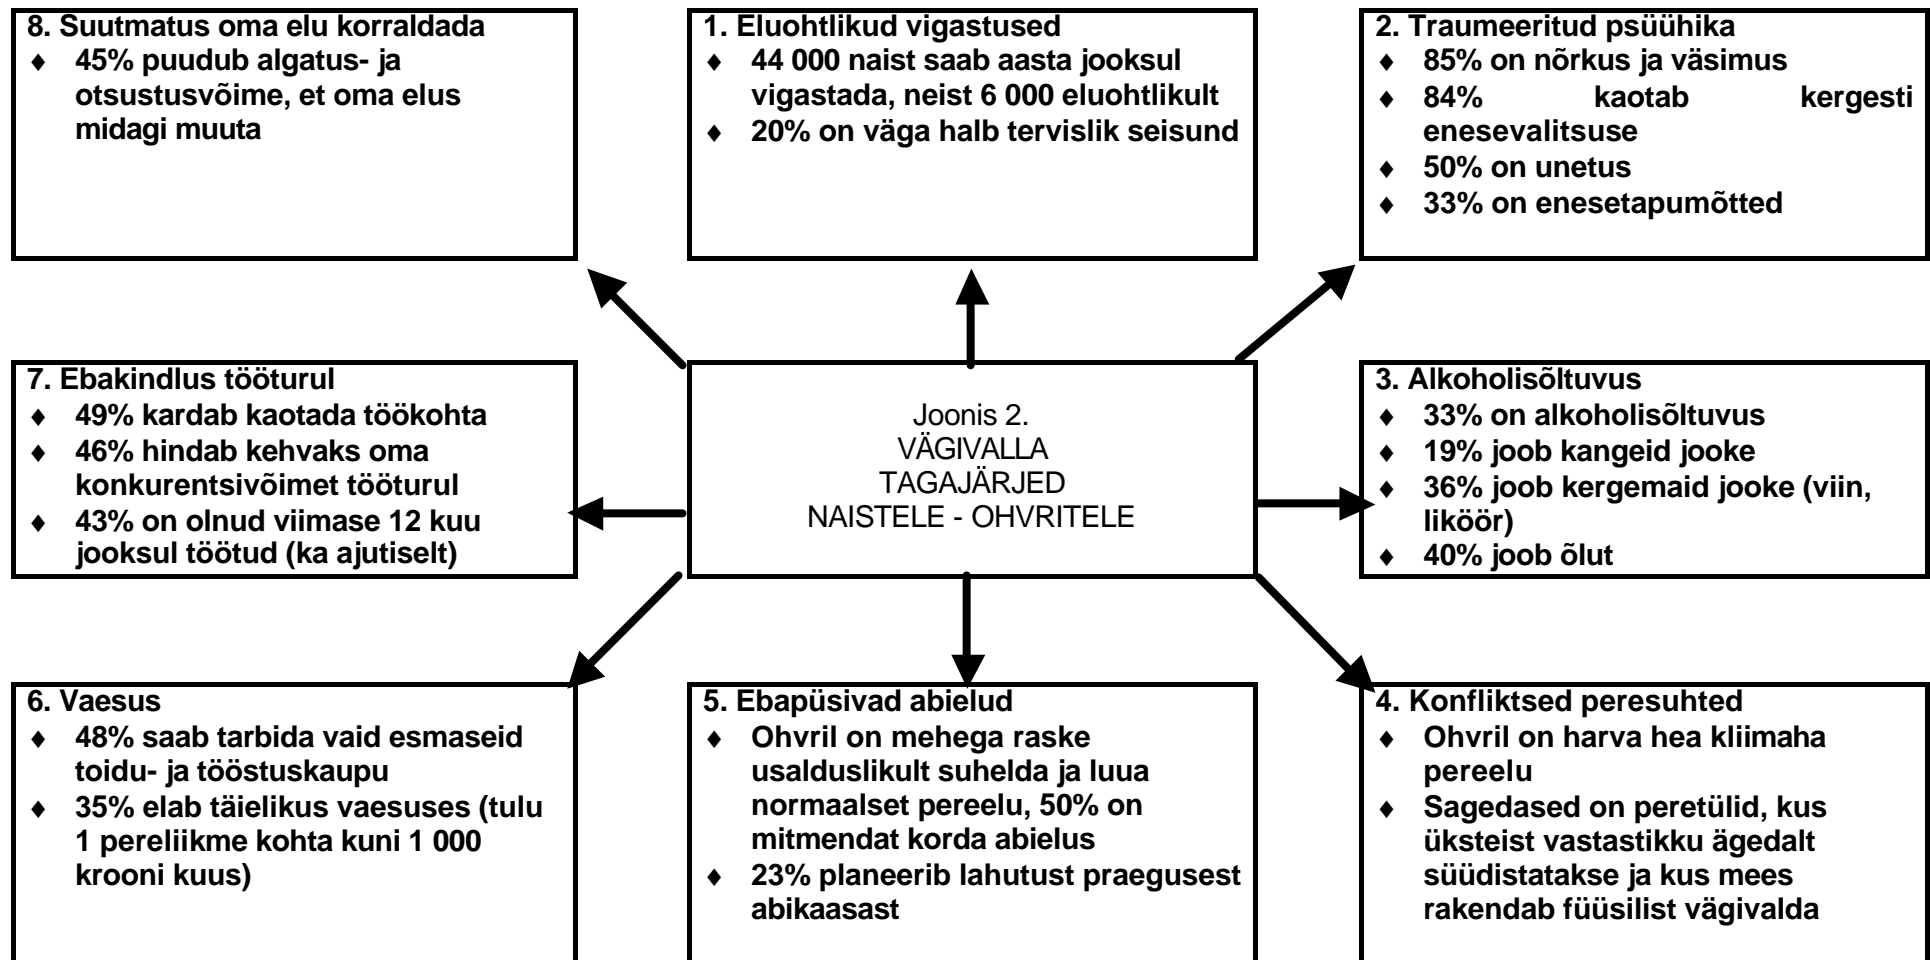 8. Suutmatus oma elu korraldada
♦ 45% puudub algatus- ja
otsustusvõime, et oma elus
midagi muuta
1. Eluohtlikud vigastused
♦ 44 000 naist saab aasta jooksul
vigastada, neist 6 000 eluohtlikult
♦ 20% on väga halb tervislik seisund
2. Traumeeritud psüühika
♦ 85% on nõrkus ja väsimus
♦ 84% kaotab kergesti
enesevalitsuse
♦ 50% on unetus
♦ 33% on enesetapumõtted
7. Ebakindlus tööturul
♦ 49% kardab kaotada töökohta
♦ 46% hindab kehvaks oma
konkurentsivõimet tööturul
♦ 43% on olnud viimase 12 kuu
jooksul töötud (ka ajutiselt)
Joonis 2.
VÄGIVALLA
TAGAJÄRJED
NAISTELE - OHVRITELE
3. Alkoholisõltuvus
♦ 33% on alkoholisõltuvus
♦ 19% joob kangeid jooke
♦ 36% joob kergemaid jooke (viin,
liköör)
♦ 40% joob õlut
6. Vaesus
♦ 48% saab tarbida vaid esmaseid
toidu- ja tööstuskaupu
♦ 35% elab täielikus vaesuses (tulu
1 pereliikme kohta kuni 1 000
krooni kuus)
5. Ebapüsivad abielud
♦ Ohvril on mehega raske
usalduslikult suhelda ja luua
normaalset pereelu, 50% on
mitmendat korda abielus
♦ 23% planeerib lahutust praegusest
abikaasast
4. Konfliktsed peresuhted
♦ Ohvril on harva hea kliimaha
pereelu
♦ Sagedased on peretülid, kus
üksteist vastastikku ägedalt
süüdistatakse ja kus mees
rakendab füüsilist vägivalda